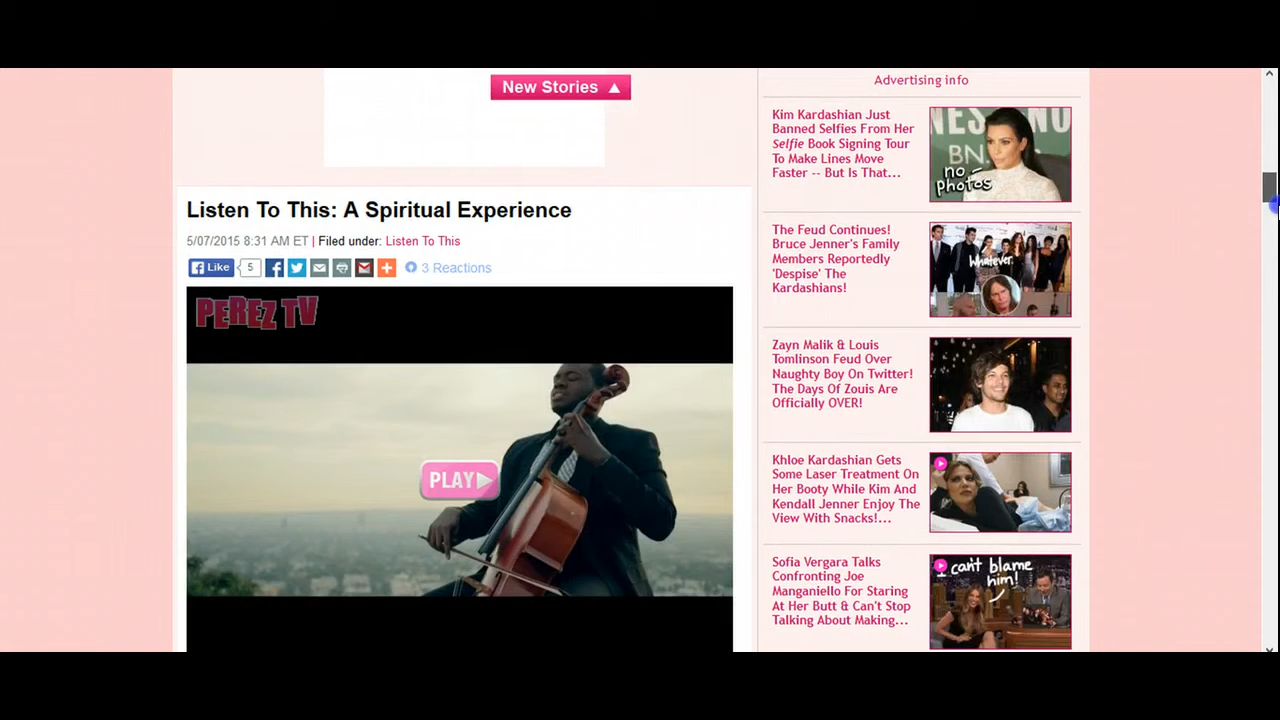 New Stories ▲
Listen To This: A Spiritual Experience
5/07/2015 8:31 AM ET | Filed under: Listen To This
Like 5 3 Reactions
PEREZ TV
PLAY
Advertising info
Kim Kardashian Just
Banned Selfies From Her
Selfie Book Signing Tour
To Make Lines Move
Faster -- But Is That...
BN.
no
photos
The Feud Continues!
Bruce Jenner's Family
Members Reportedly
'Despise' The
Kardashians!
Whatever.
Zayn Malik & Louis
Tomlinson Feud Over
Naughty Boy On Twitter!
The Days Of Zouis Are
Officially OVER!
Khloe Kardashian Gets
Some Laser Treatment On
Her Booty While Kim And
Kendall Jenner Enjoy The
View With Snacks!...
Sofia Vergara Talks
Confronting Joe
Manganiello For Staring
At Her Butt & Can't Stop
Talking About Making...
I can't blame
him!